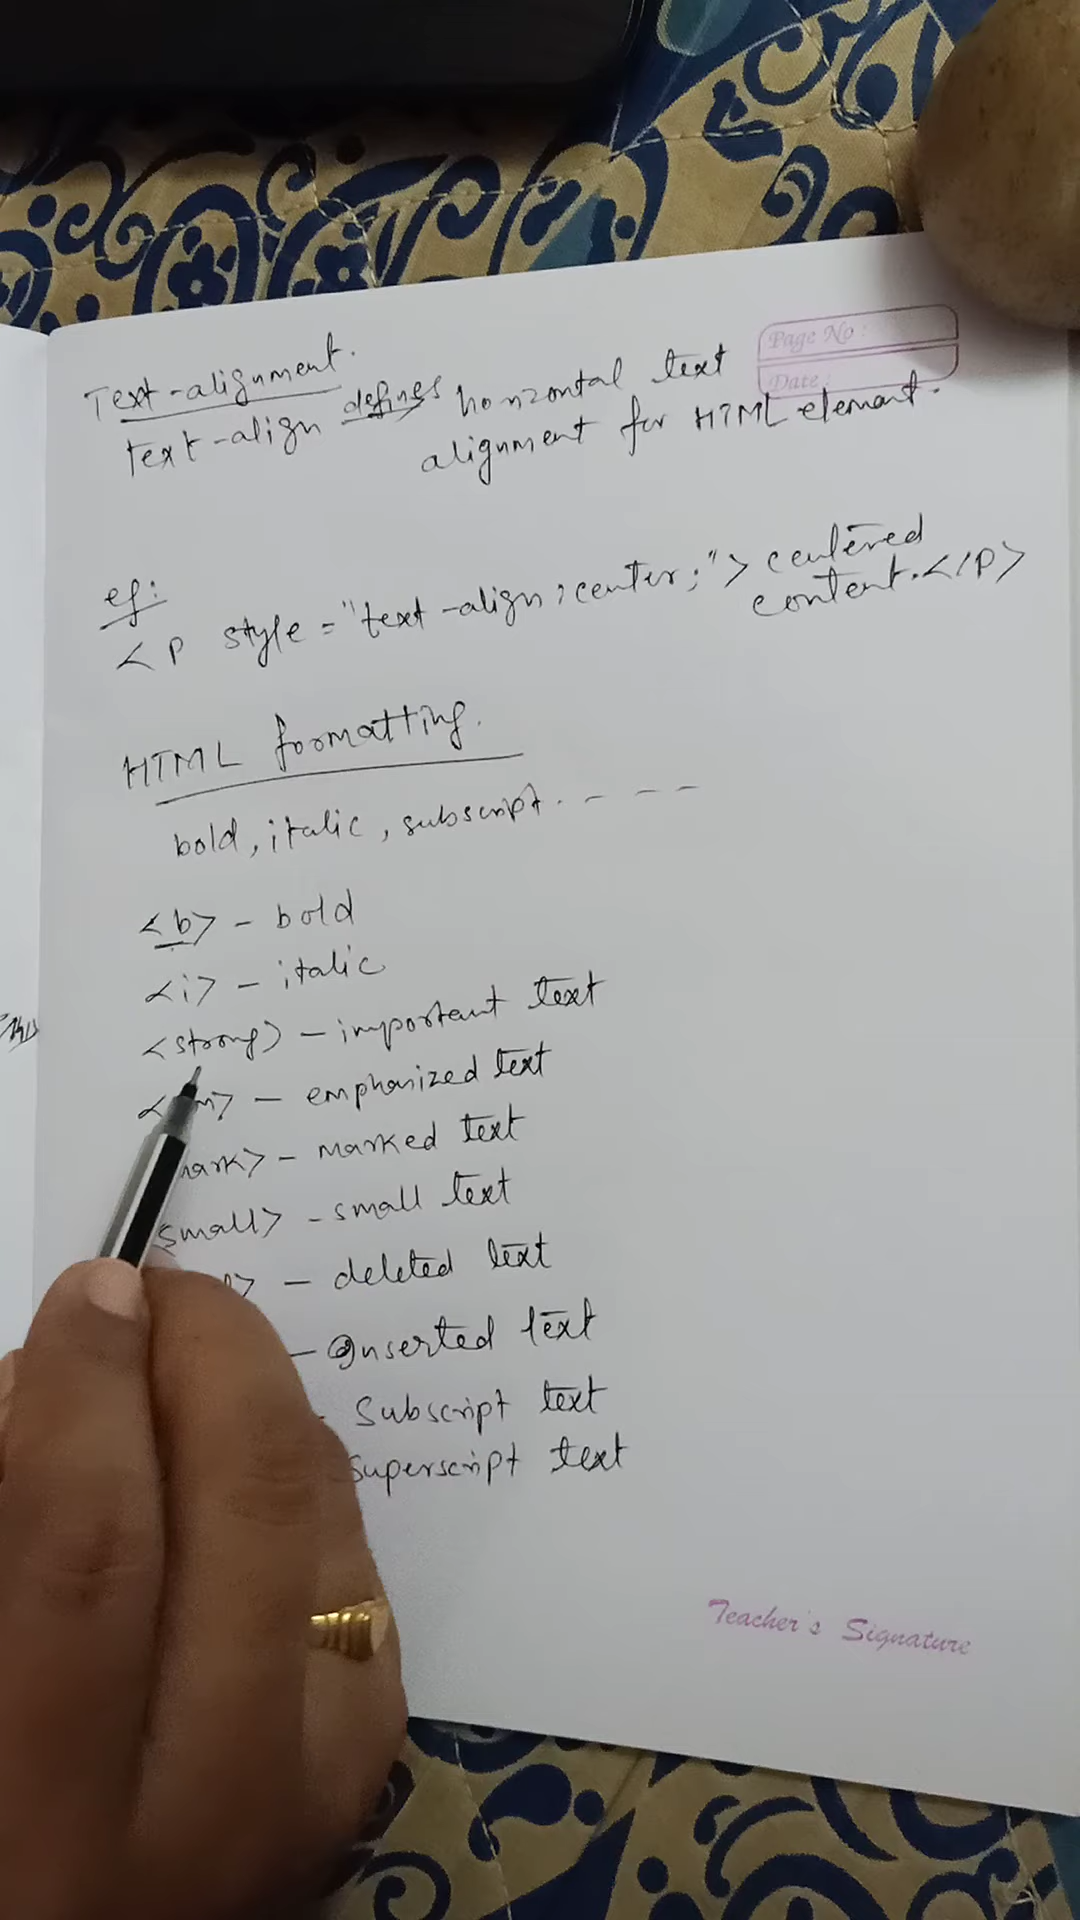 Page No :
Date :
Text-alignment.
text-align defines horizontal text
alignment for HTML element.
eg:
<p style="text-align:center;">centered
content.</p>
HTML formatting.
bold, italic, subscript. - - - -
<b> - bold
<i> - italic
<strong> - important text
< m> - emphasized text
ark> - marked text
small> - small text
> - deleted text
- Inserted text
- Subscript text
Superscript text
Teacher's Signature